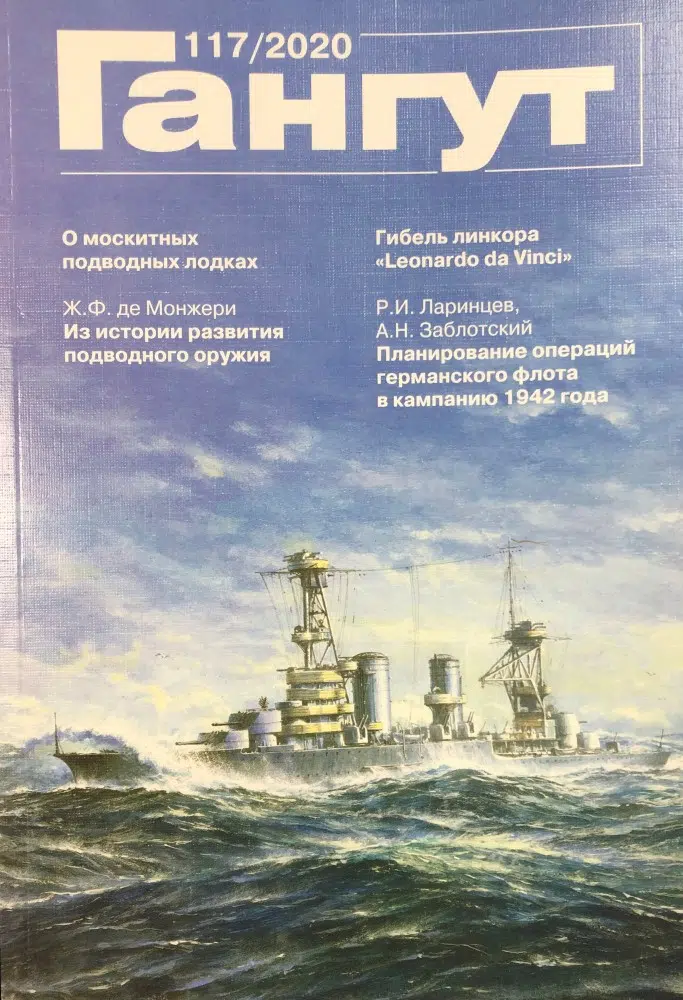 117/2020
Гангут
О москитных
подводных лодках
Ж.Ф. де Монжери
Из истории развития
подводного оружия
Гибель линкора
«Leonardo da Vinci»
Р.И. Ларинцев,
А.Н. Заблотский
Планирование операций
германского флота
в кампанию 1942 года